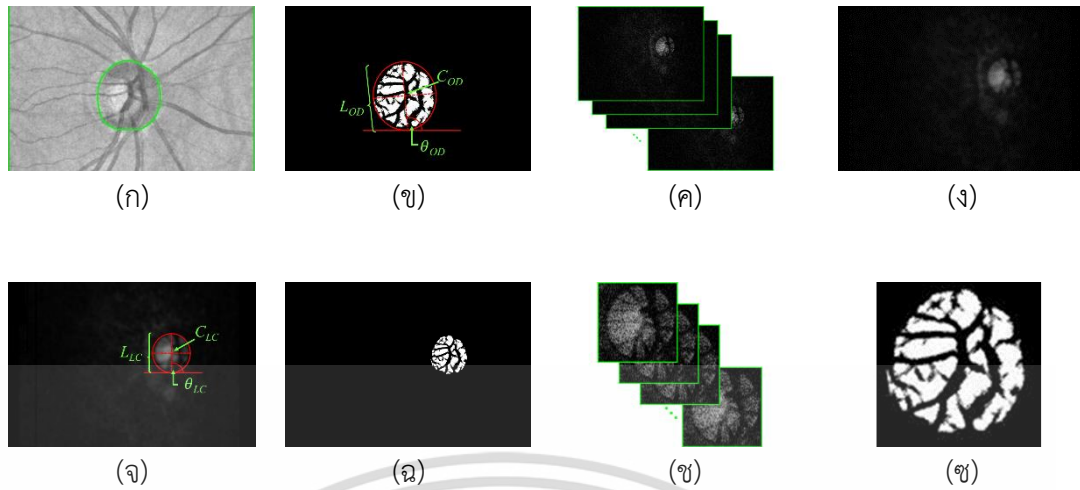 C_OD
L_OD
θ_OD
(ก) (ข) (ค) (ง)
C_LC
L_LC
θ_LC
(จ) (ฉ) (ช) (ซ)